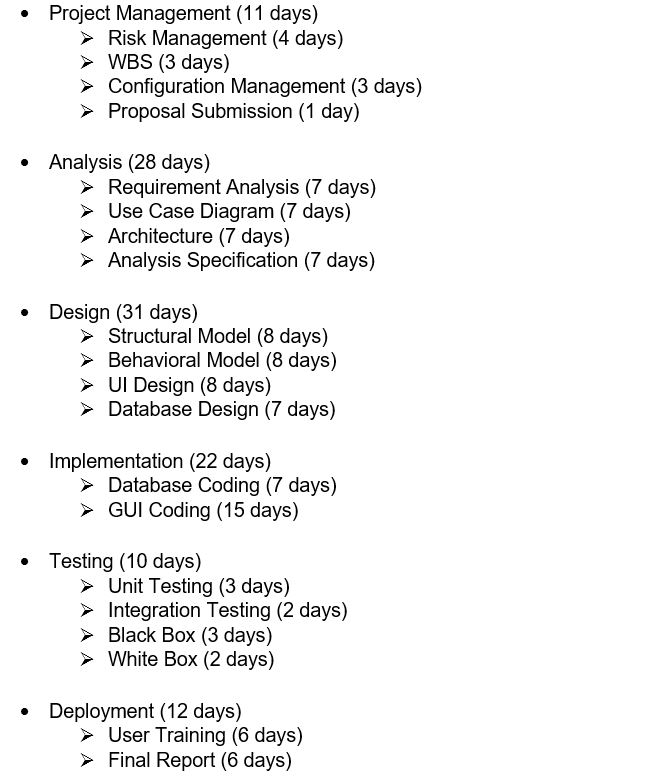 • Project Management (11 days)
➢ Risk Management (4 days)
➢ WBS (3 days)
➢ Configuration Management (3 days)
➢ Proposal Submission (1 day)
• Analysis (28 days)
➢ Requirement Analysis (7 days)
➢ Use Case Diagram (7 days)
➢ Architecture (7 days)
➢ Analysis Specification (7 days)
• Design (31 days)
➢ Structural Model (8 days)
➢ Behavioral Model (8 days)
➢ UI Design (8 days)
➢ Database Design (7 days)
• Implementation (22 days)
➢ Database Coding (7 days)
➢ GUI Coding (15 days)
• Testing (10 days)
➢ Unit Testing (3 days)
➢ Integration Testing (2 days)
➢ Black Box (3 days)
➢ White Box (2 days)
• Deployment (12 days)
➢ User Training (6 days)
➢ Final Report (6 days)